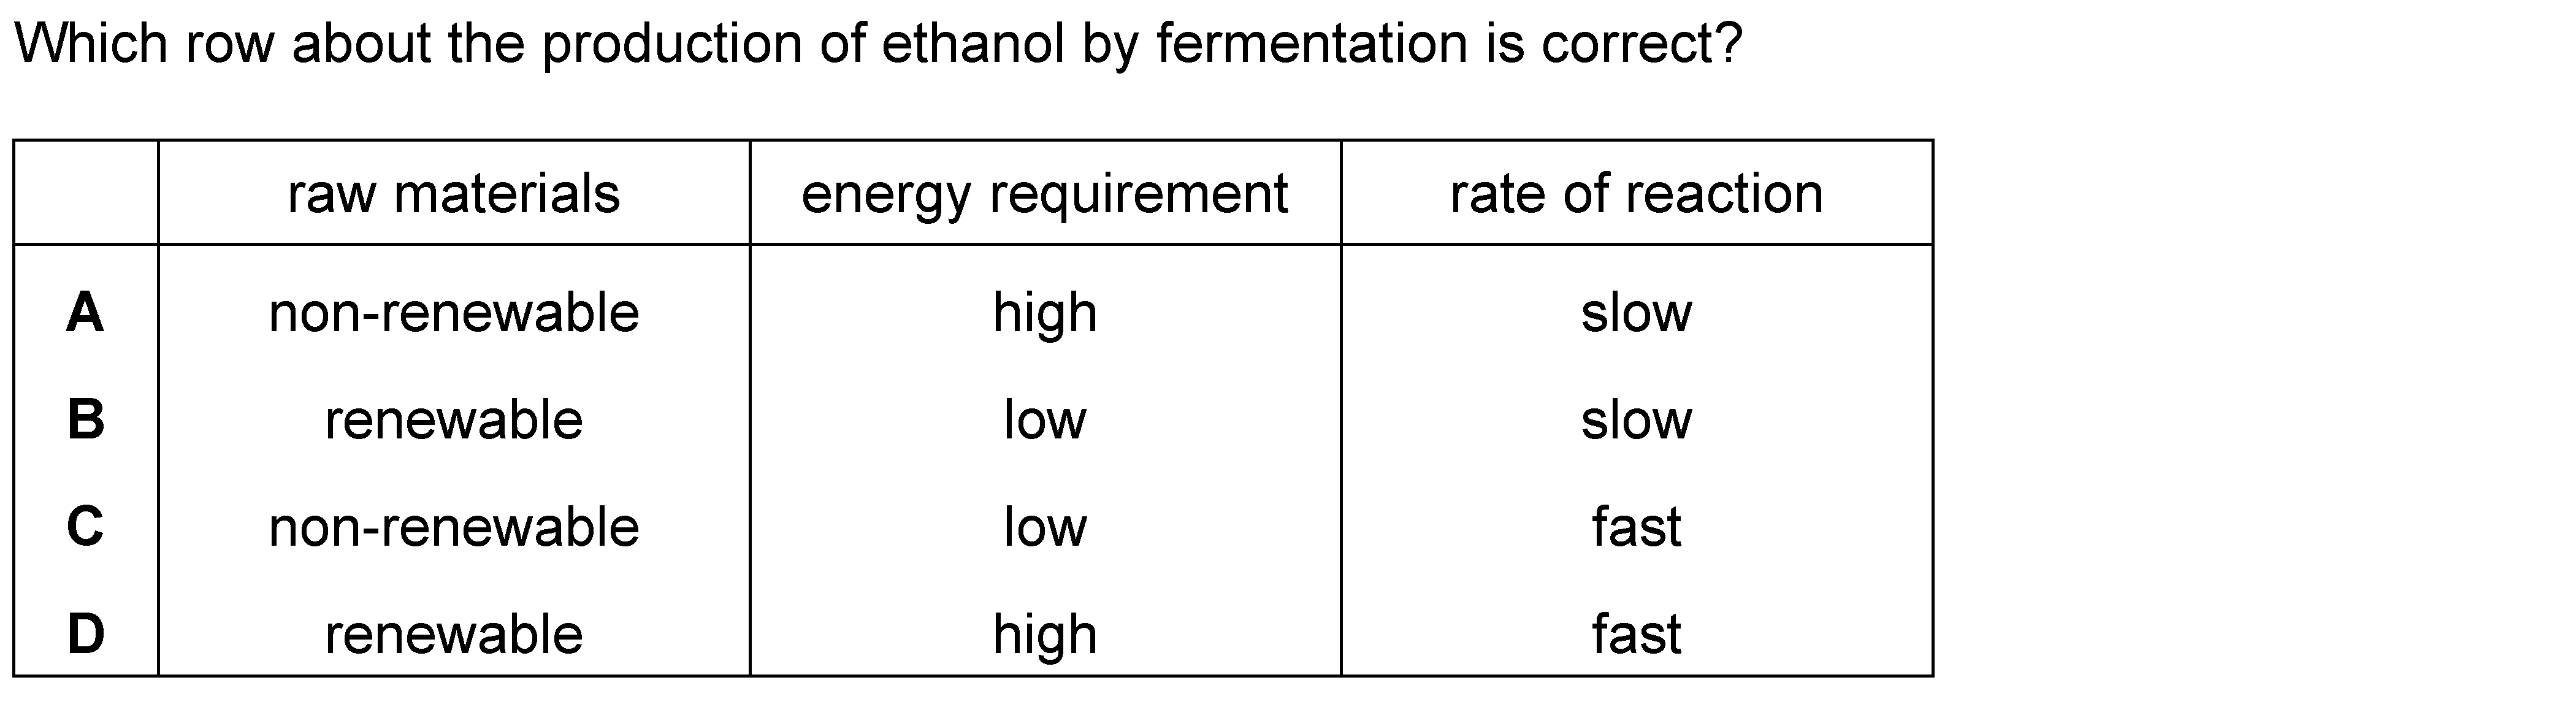 Which row about the production of ethanol by fermentation is correct?
raw materials energy requirement rate of reaction
A non-renewable high slow
B renewable low slow
C non-renewable low fast
D renewable high fast